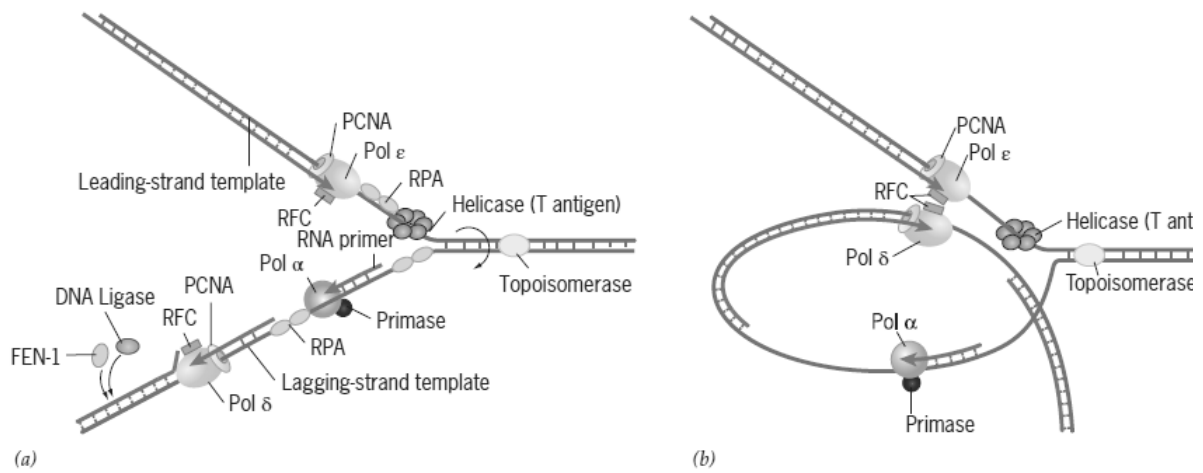 PCNA
Pol ε
Leading-strand template
RPA
RFC
Helicase (T antigen)
RNA primer
Pol α
Topoisomerase
PCNA
DNA Ligase
RFC
Primase
FEN-1
RPA
Lagging-strand template
Pol δ
(a)
PCNA
Pol ε
RFC
Helicase (T ant
Pol δ
Topoisomerase
Pol α
Primase
(b)